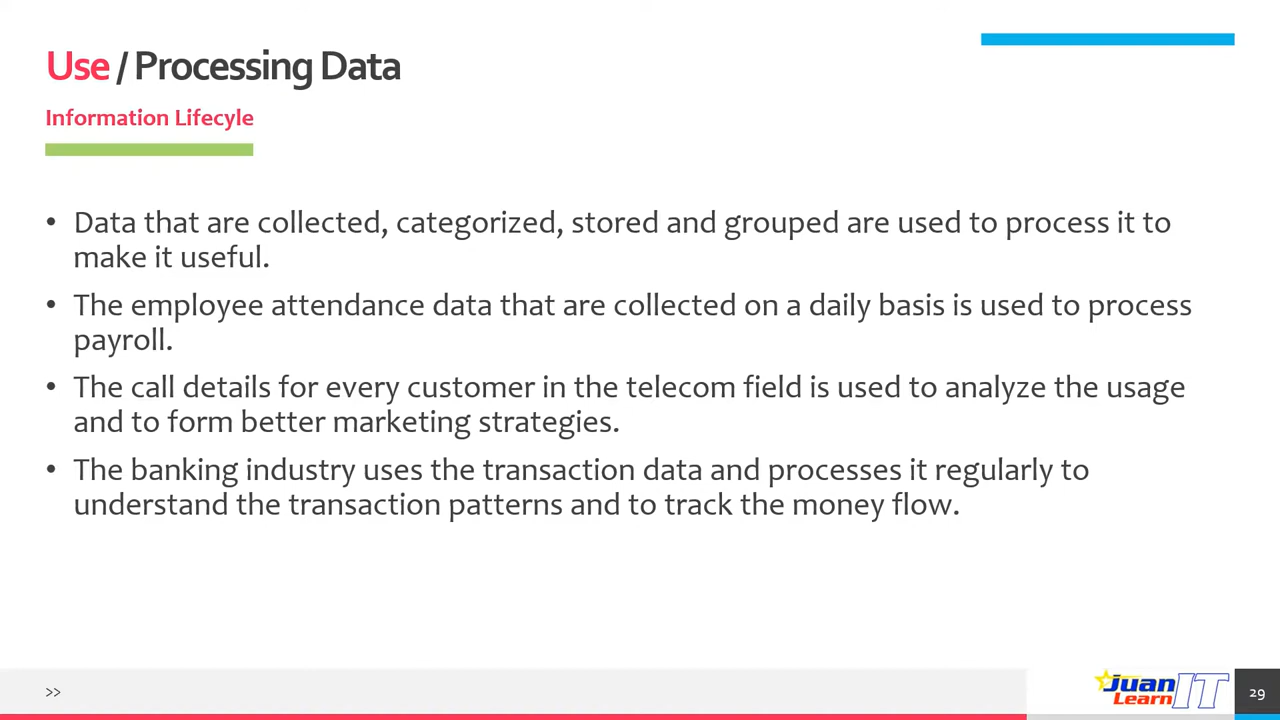 Use / Processing Data
Information Lifecyle
• Data that are collected, categorized, stored and grouped are used to process it to
make it useful.
• The employee attendance data that are collected on a daily basis is used to process
payroll.
• The call details for every customer in the telecom field is used to analyze the usage
and to form better marketing strategies.
• The banking industry uses the transaction data and processes it regularly to
understand the transaction patterns and to track the money flow.
>>
Juan
Learn IT
29